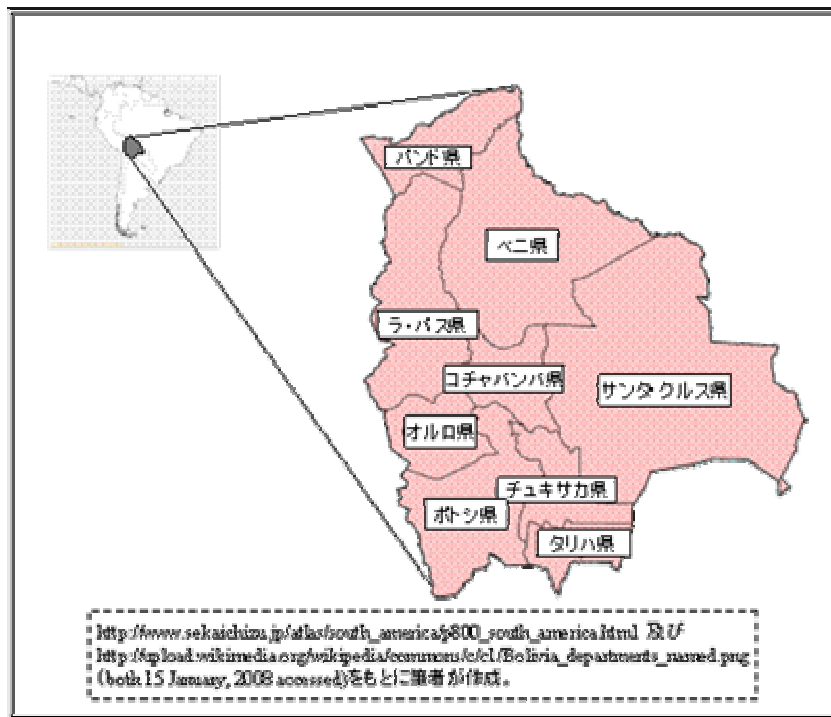 パンド県
ベニ県
ラ・パス県
コチャバンバ県
サンタ・クルス県
オルロ県
チュキサカ県
ポトシ県
タリハ県
http://www.sekaichizu.jp/atlas/south_america/p800_south_america.html 及び
http://upload.wikimedia.org/wikipedia/commons/c/c1/Bolivia_departments_named.png
(both 15 January, 2008 accessed)をもとに筆者が作成。